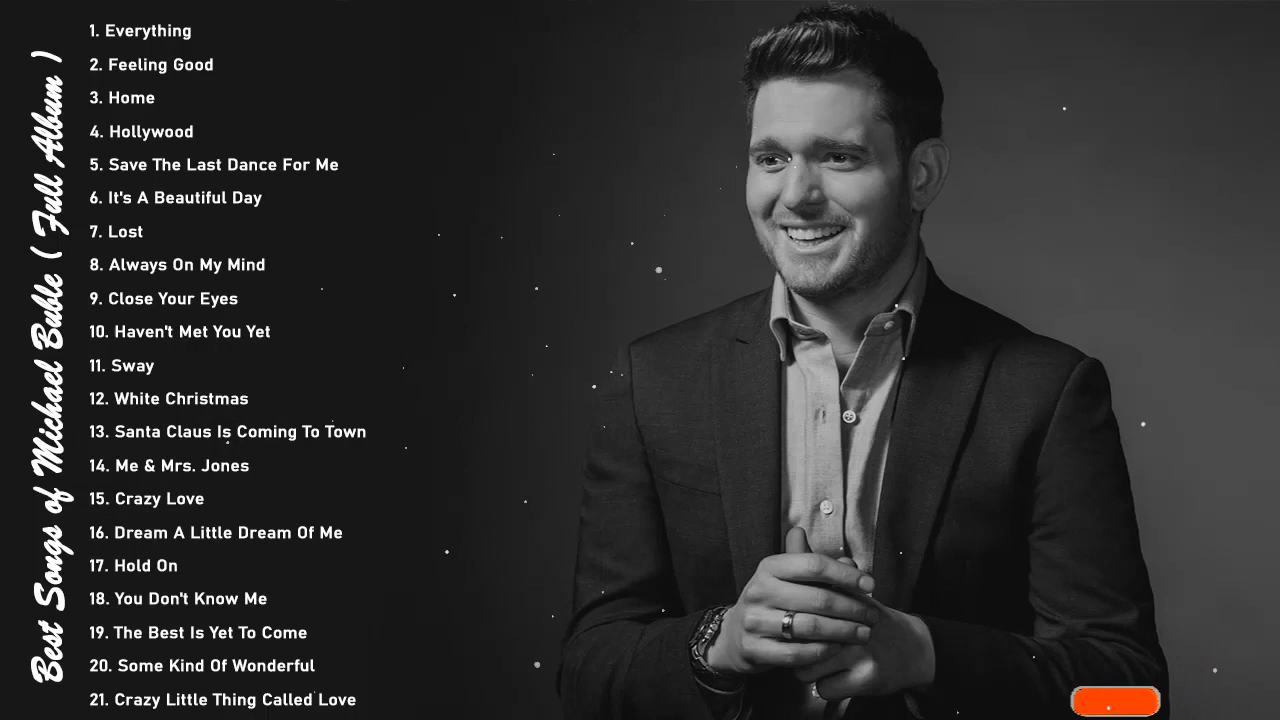 Best Songs of Michael Buble ( Full Album )
1. Everything
2. Feeling Good
3. Home
4. Hollywood
5. Save The Last Dance For Me
6. It's A Beautiful Day
7. Lost
8. Always On My Mind
9. Close Your Eyes
10. Haven't Met You Yet
11. Sway
12. White Christmas
13. Santa Claus Is Coming To Town
14. Me & Mrs. Jones
15. Crazy Love
16. Dream A Little Dream Of Me
17. Hold On
18. You Don't Know Me
19. The Best Is Yet To Come
20. Some Kind Of Wonderful
21. Crazy Little Thing Called Love